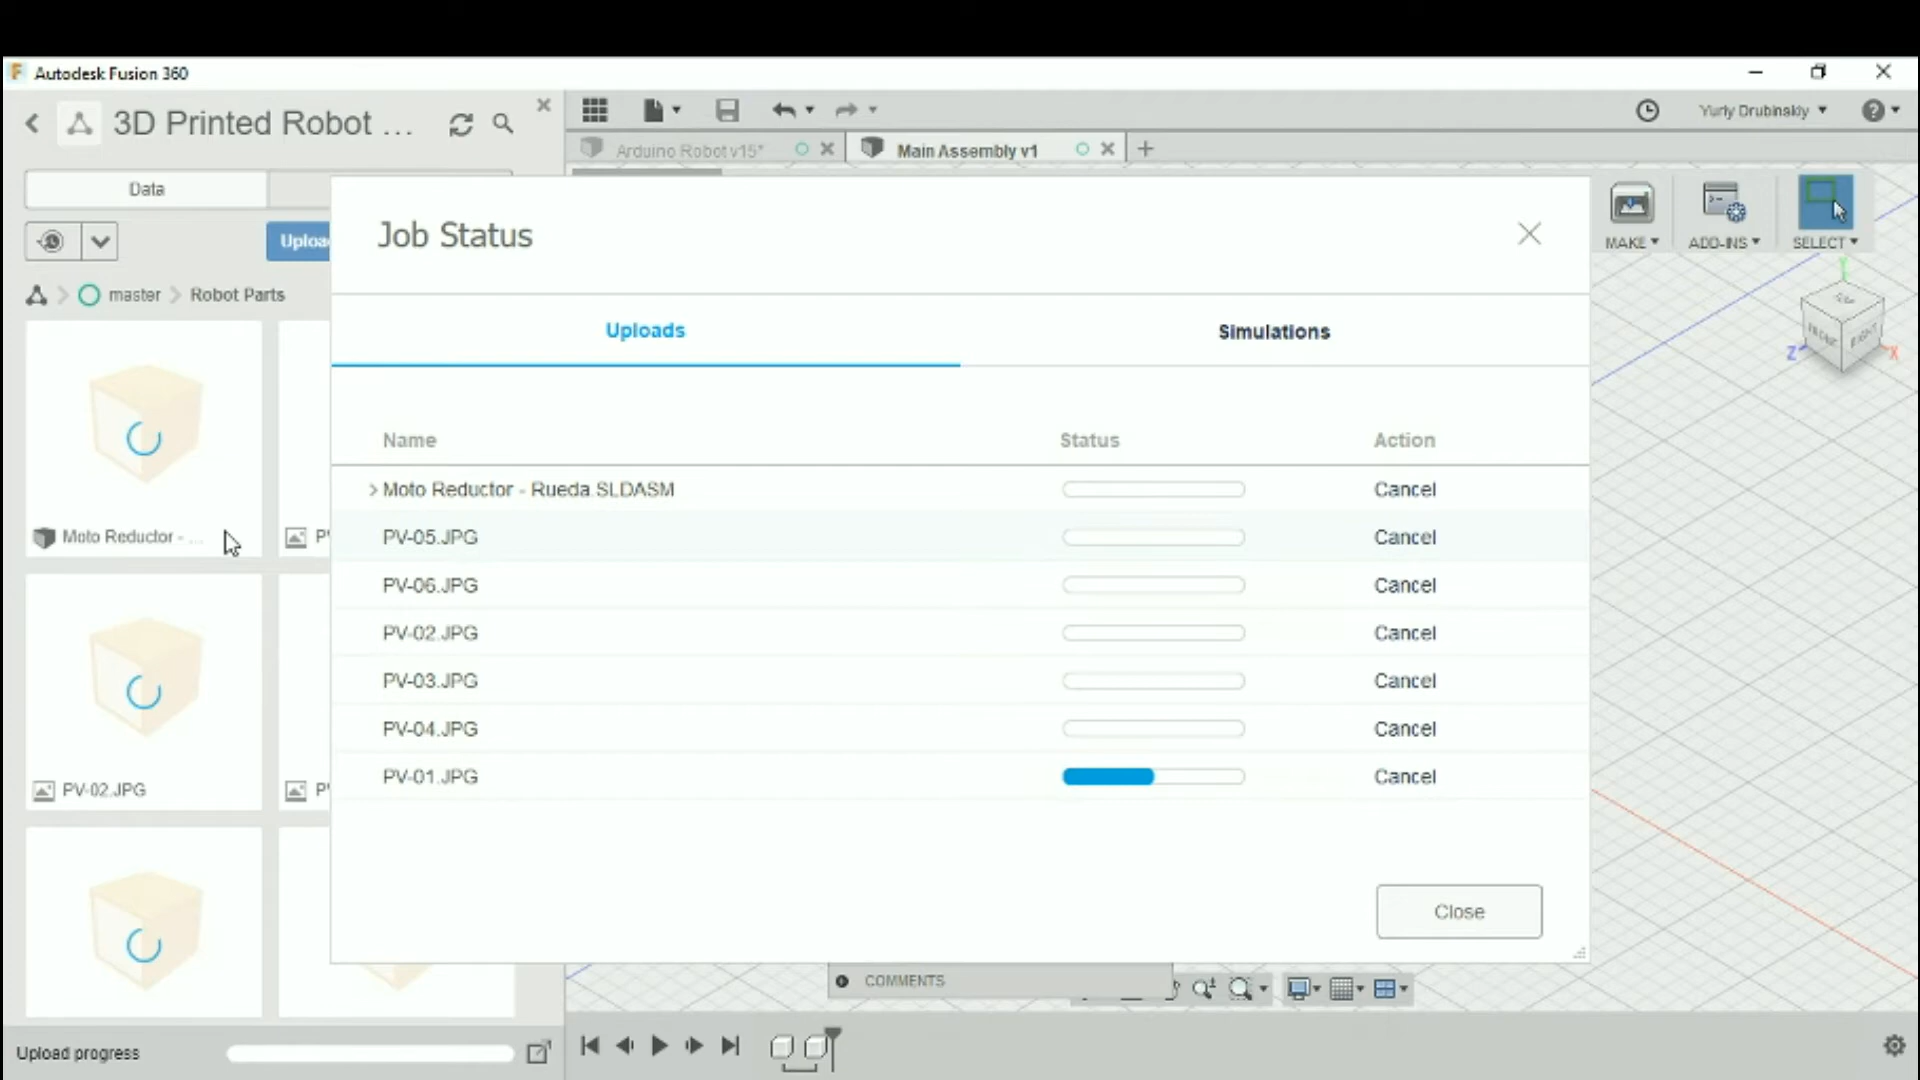 Autodesk Fusion 360
3D Printed Robot ...
Yuriy Drubinskiy
Arduino Robot v15*
Main Assembly v1
Data
Job Status
Uploa
MAKE
ADD-INS
SELECT
master
Robot Parts
Uploads
Simulations
FRONT
RIGHT
Z
X
Y
Name
Status
Action
Moto Reductor - Rueda.SLDASM
Cancel
PV-05.JPG
Cancel
Moto Reductor - ...
PV-06.JPG
Cancel
PV-02.JPG
Cancel
PV-03.JPG
Cancel
PV-04.JPG
Cancel
PV-01.JPG
Cancel
PV-02.JPG
Close
COMMENTS
Upload progress